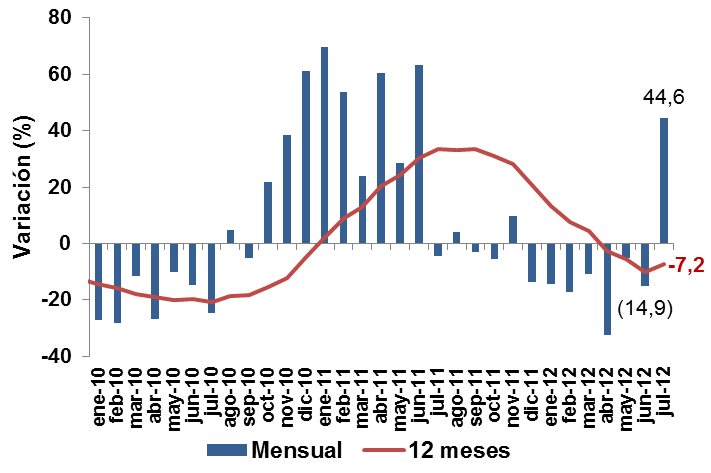 Variación (%)
80
60
40
20
0
-20
-40
44,6
-7,2
(14,9)
ene-10
feb-10
mar-10
abr-10
may-10
jun-10
jul-10
ago-10
sep-10
oct-10
nov-10
dic-10
ene-11
feb-11
mar-11
abr-11
may-11
jun-11
jul-11
ago-11
sep-11
oct-11
nov-11
dic-11
ene-12
feb-12
mar-12
abr-12
may-12
jun-12
jul-12
Mensual 12 meses